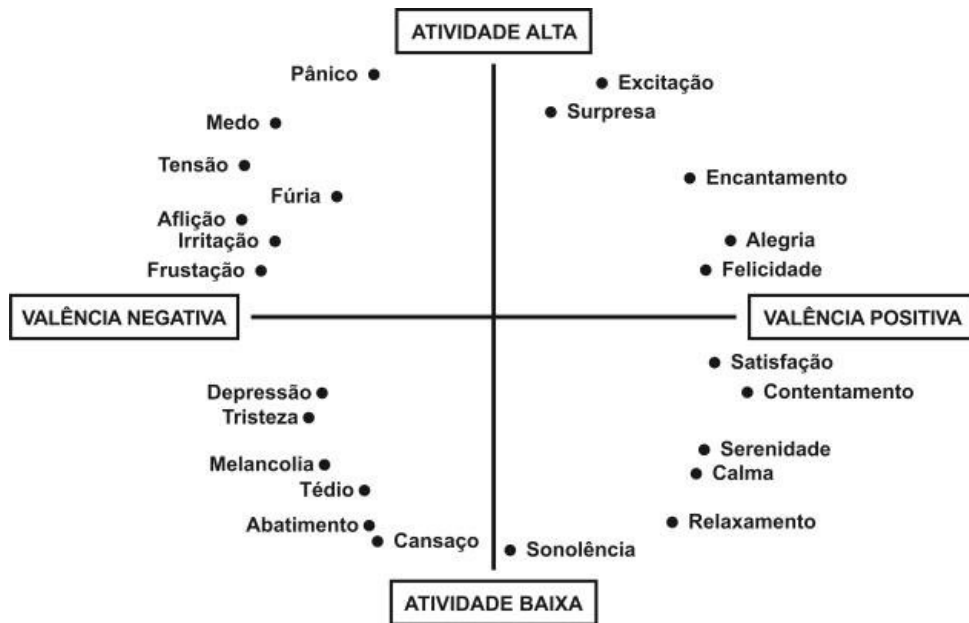 ATIVIDADE ALTA
Pânico
Excitação
Surpresa
Medo
Tensão
Encantamento
Fúria
Aflição
Irritação
Alegria
Frustação
Felicidade
VALÊNCIA NEGATIVA
VALÊNCIA POSITIVA
Satisfação
Depressão
Contentamento
Tristeza
Serenidade
Melancolia
Calma
Tédio
Abatimento
Relaxamento
Cansaço
Sonolência
ATIVIDADE BAIXA